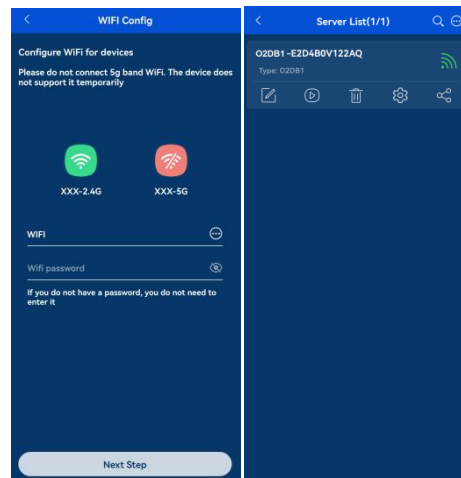 WIFI Config
Configure WiFi for devices
Please do not connect 5g band WiFi. The device does
not support it temporarily
XXX-2.4G
XXX-5G
WIFI
Wifi password
If you do not have a password, you do not need to
enter it
Next Step
Server List(1/1)
O2DB1-E2D4B0V122AQ
Type: O2DB1